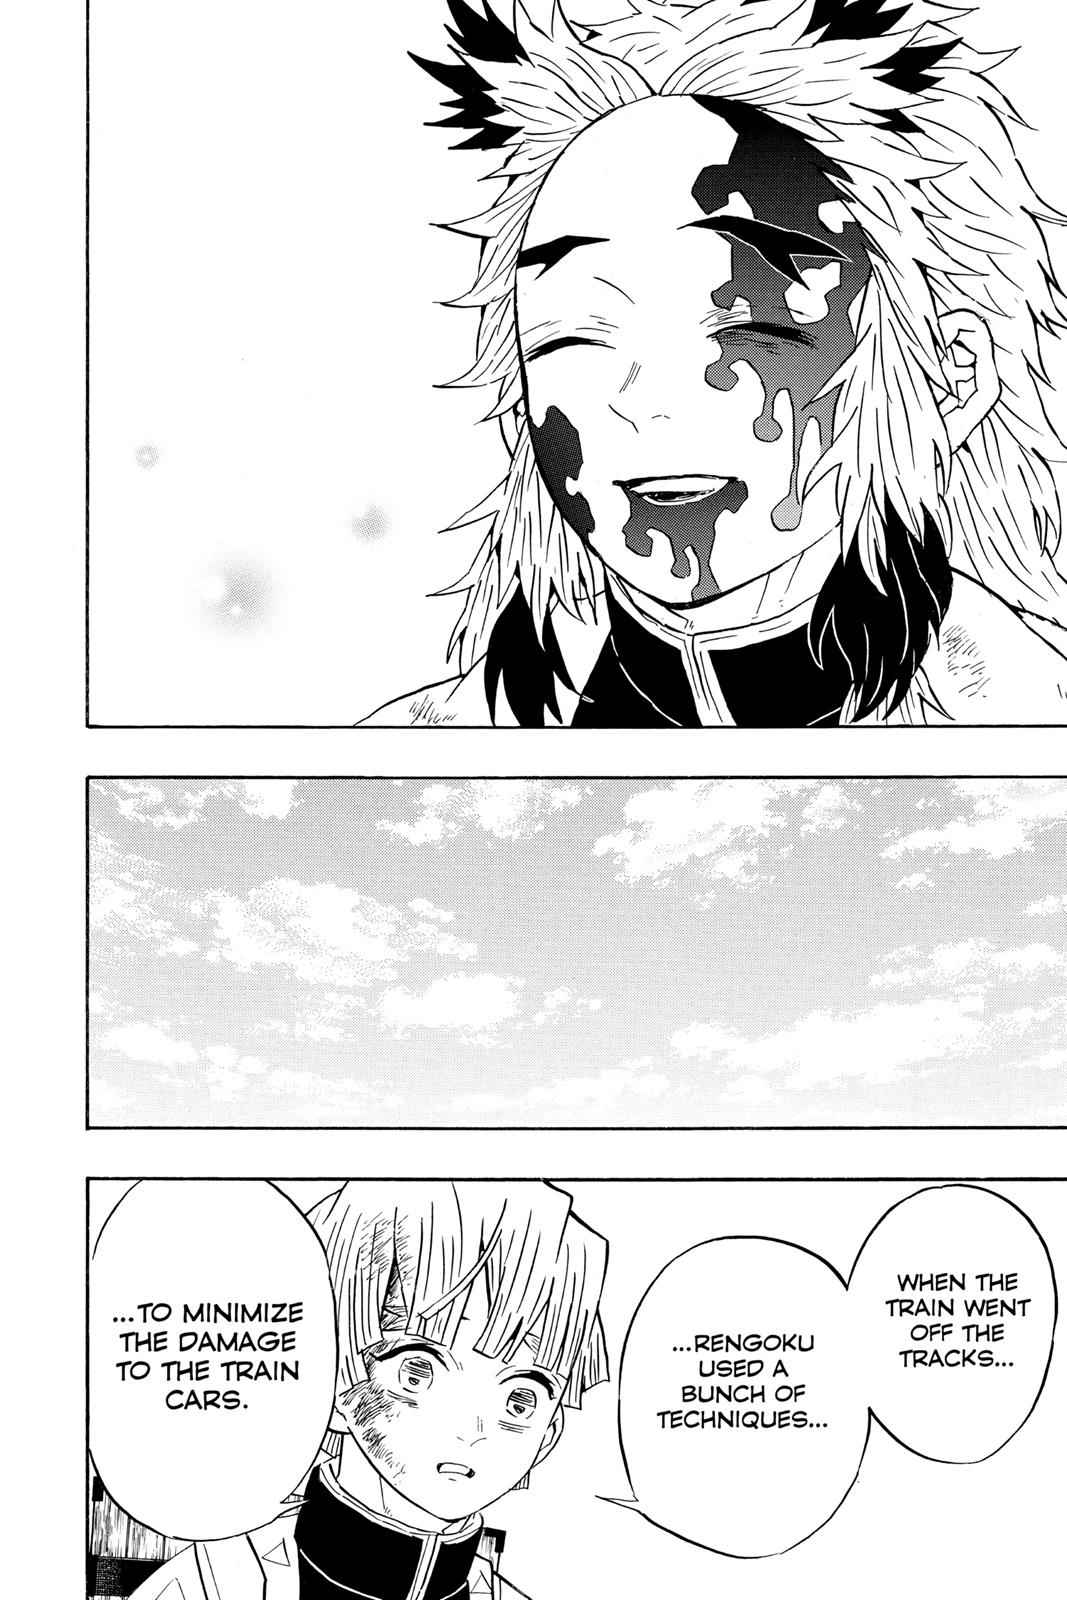 WHEN THE
TRAIN WENT
OFF THE
TRACKS...
...RENGOKU
USED A
BUNCH OF
TECHNIQUES...
...TO MINIMIZE
THE DAMAGE
TO THE TRAIN
CARS.